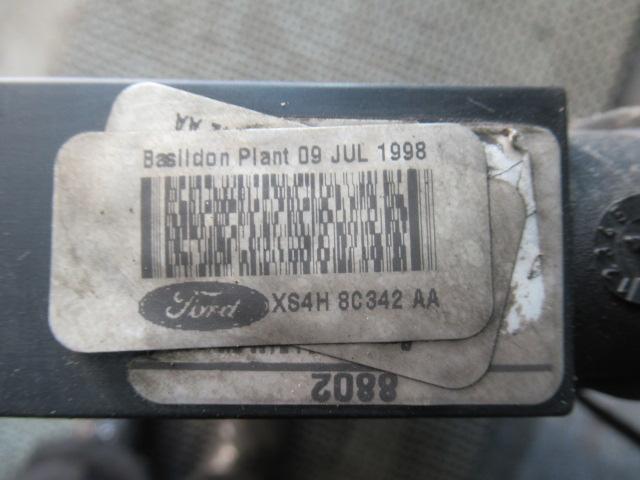 Basildon Plant 09 JUL 1998
Ford XS4H 8C342 AA
8802